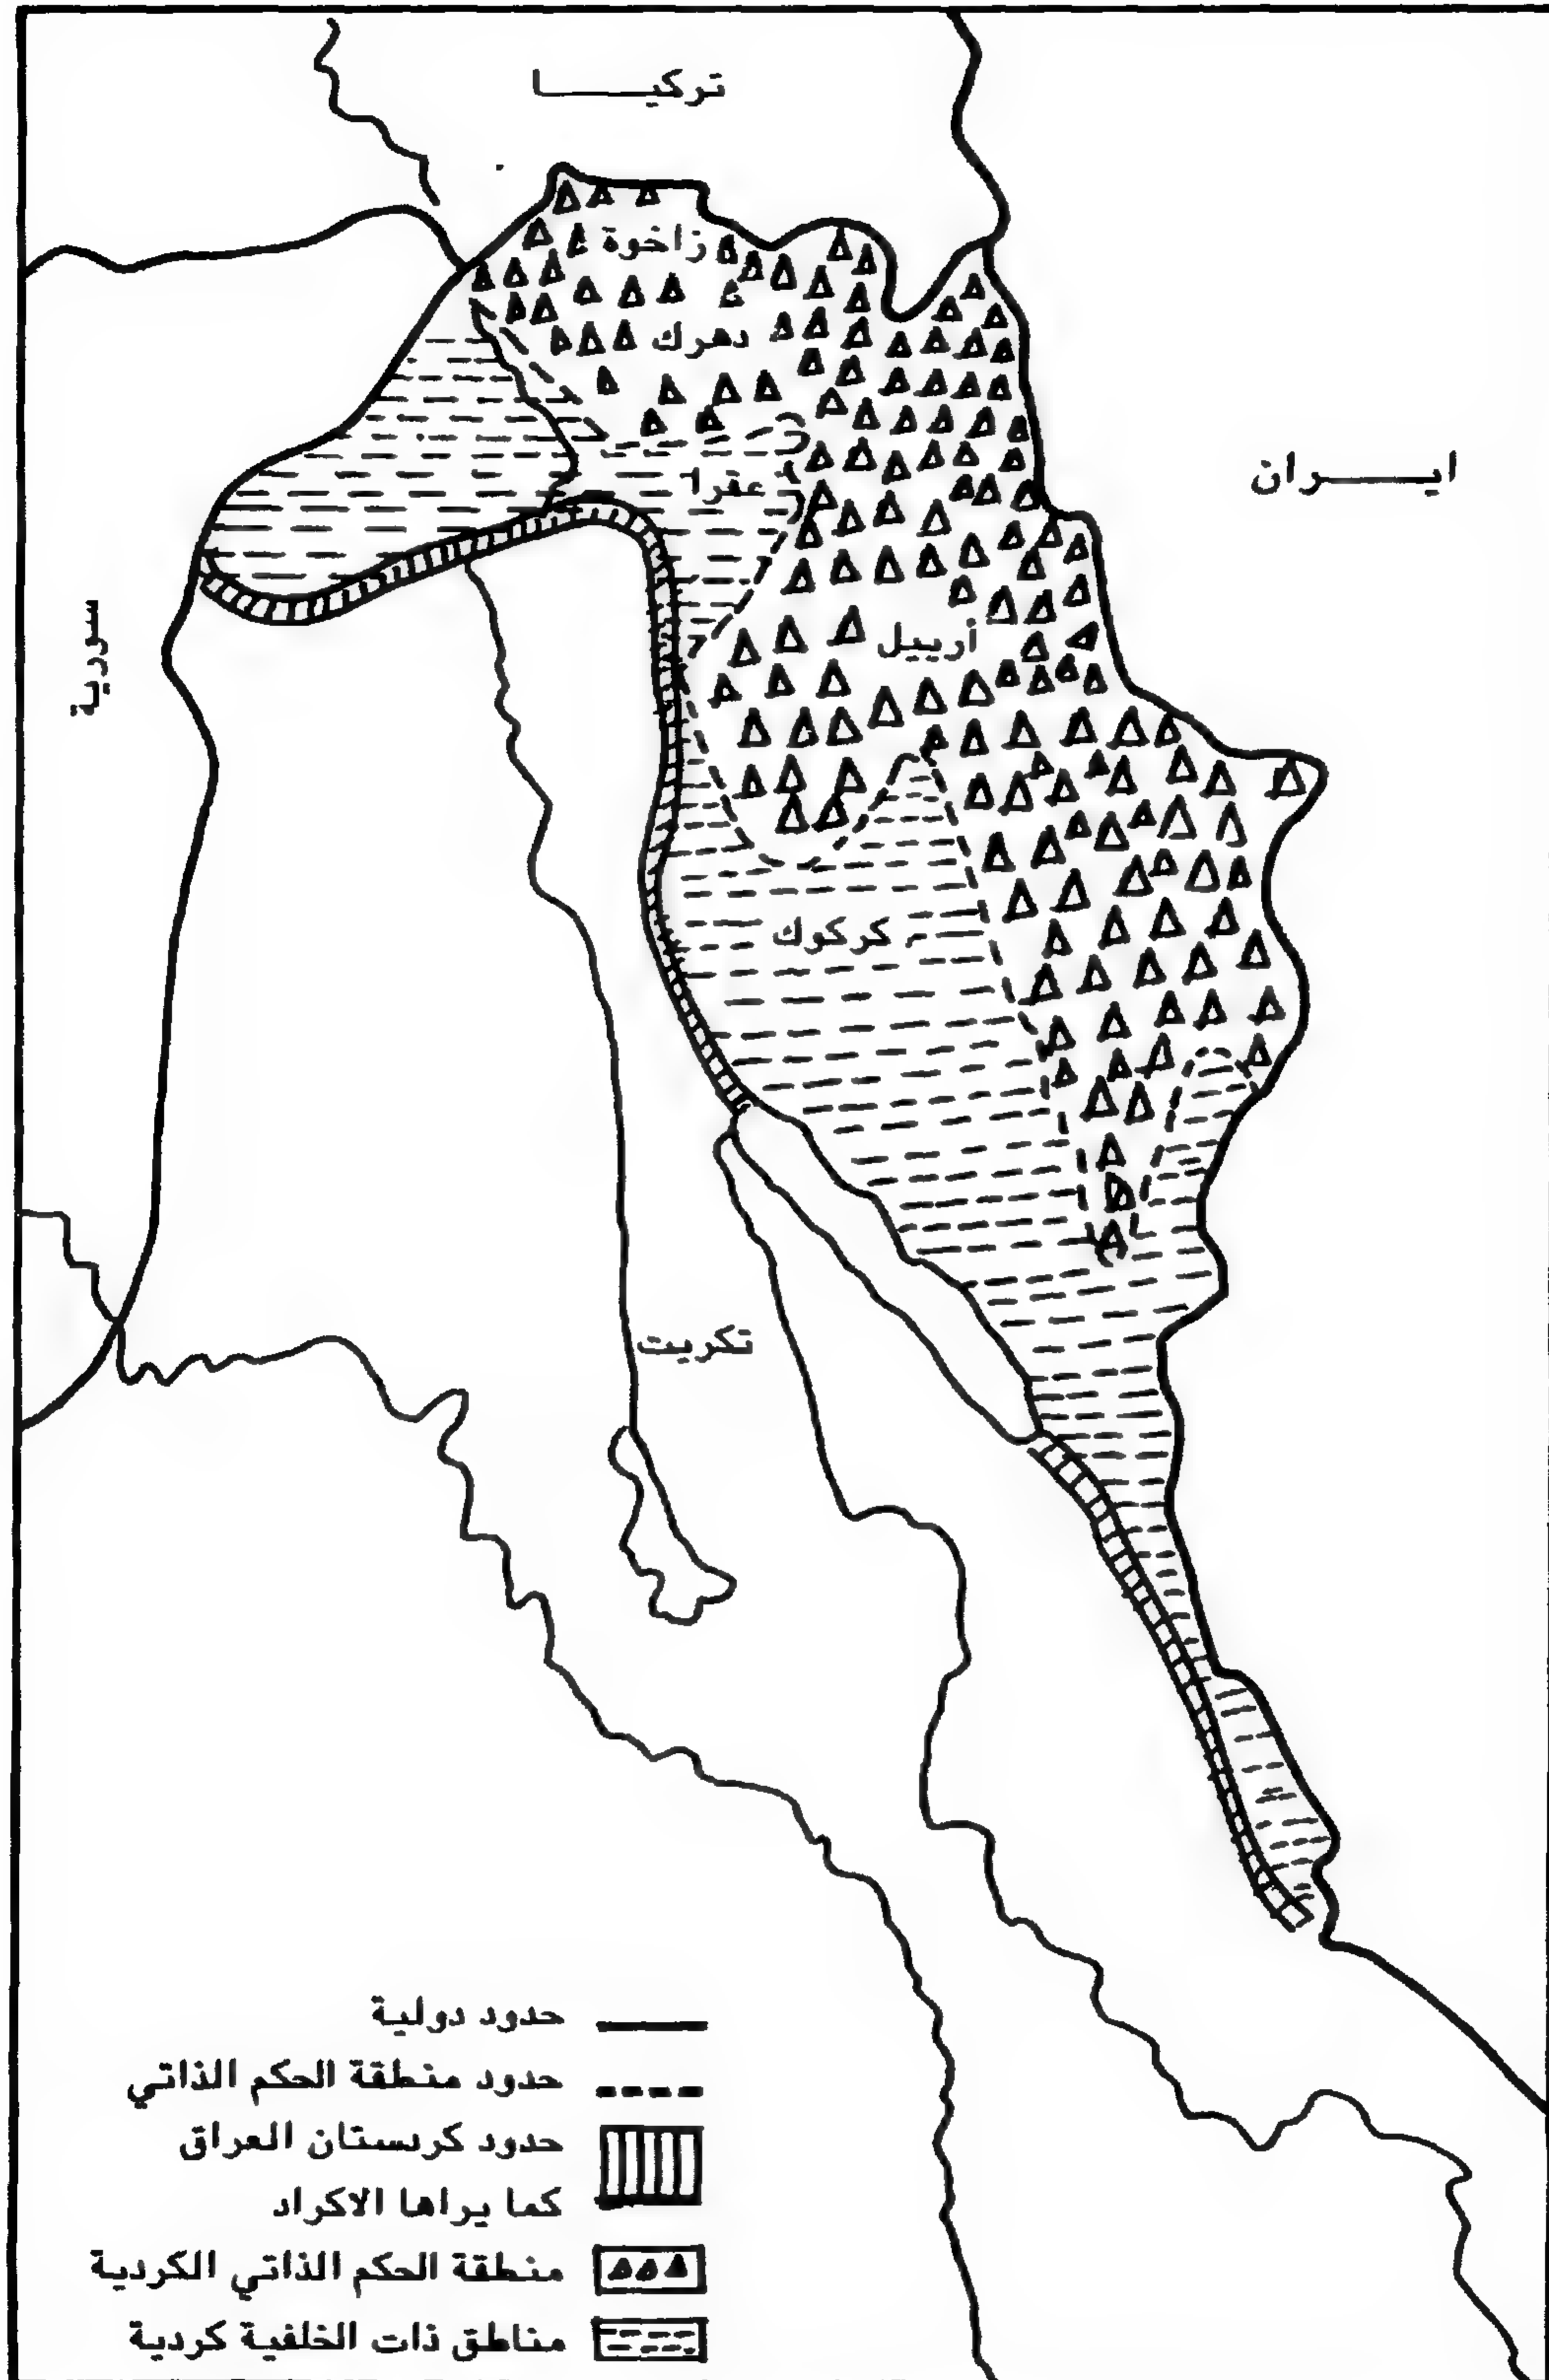 تركيا
زاخوة
دهرك
ايران
عقرا
سورية
أربيل
كركوك
تكريت
حدود دولية
حدود منطقة الحكم الذاتي
حدود كردستان العراق
كما يراها الاكراد
منطقة الحكم الذاتي الكردية
مناطق ذات الخلفية كردية